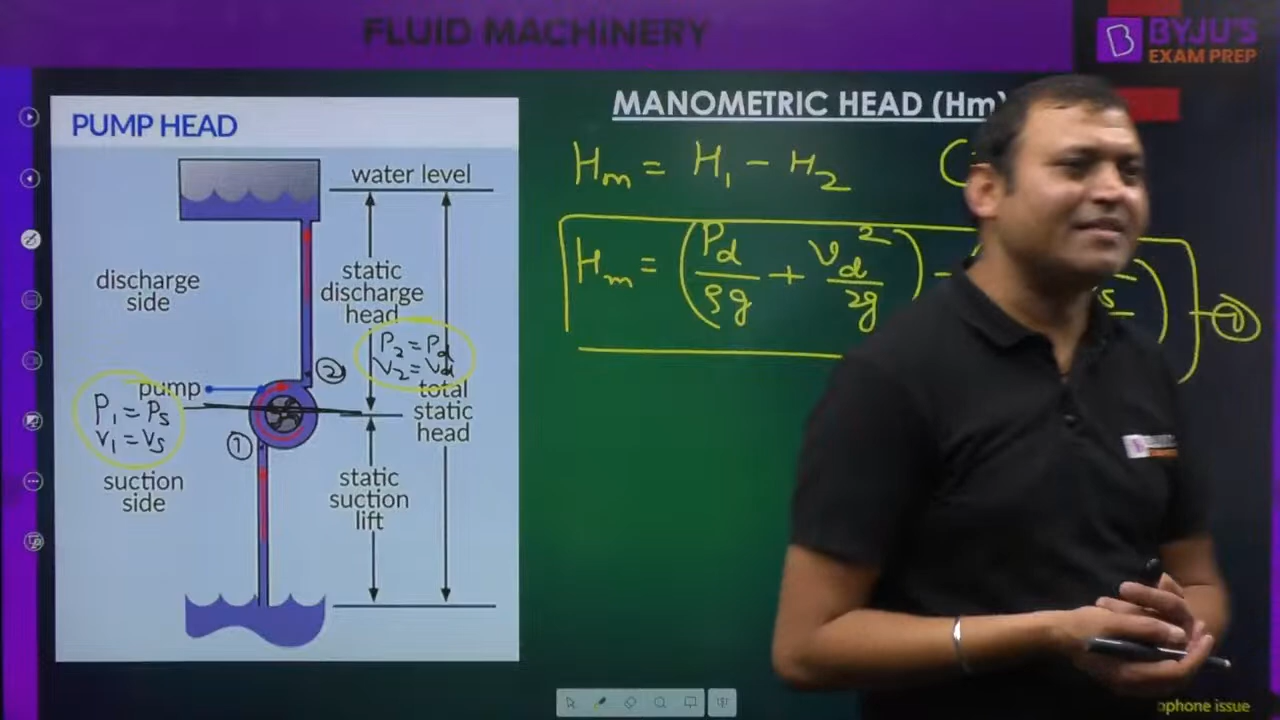 FLUID MACHINERY
BYJU'S
EXAM PREP
PUMP HEAD
water level
discharge
side
static
discharge
head
P₂ = Pd
V₂ = Vd
②
pump
P₁ = Ps
V₁ = Vs
①
total
static
head
suction
side
static
suction
lift
MANOMETRIC HEAD (Hm)
Hm = H₁ - H₂
Hm = (Pd/ρg + Vd²/2g) -
s
①
BYJU'S
ophone issue